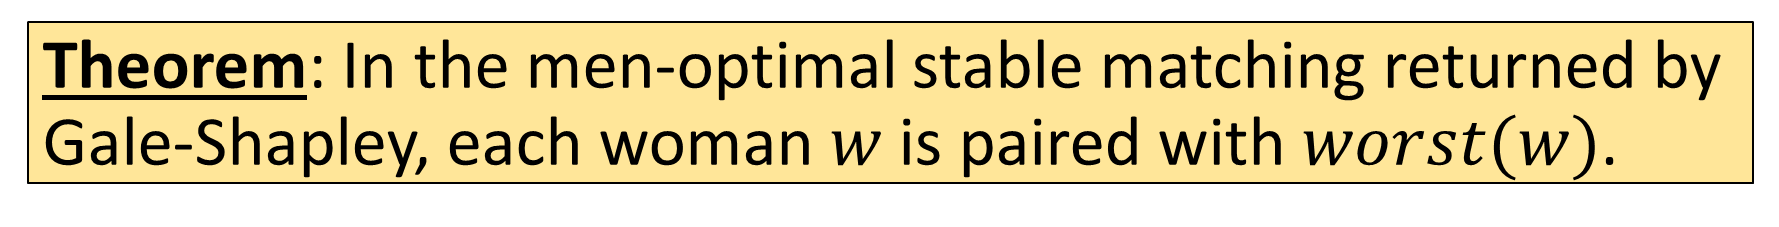 Theorem: In the men-optimal stable matching returned by
Gale-Shapley, each woman w is paired with worst(w).